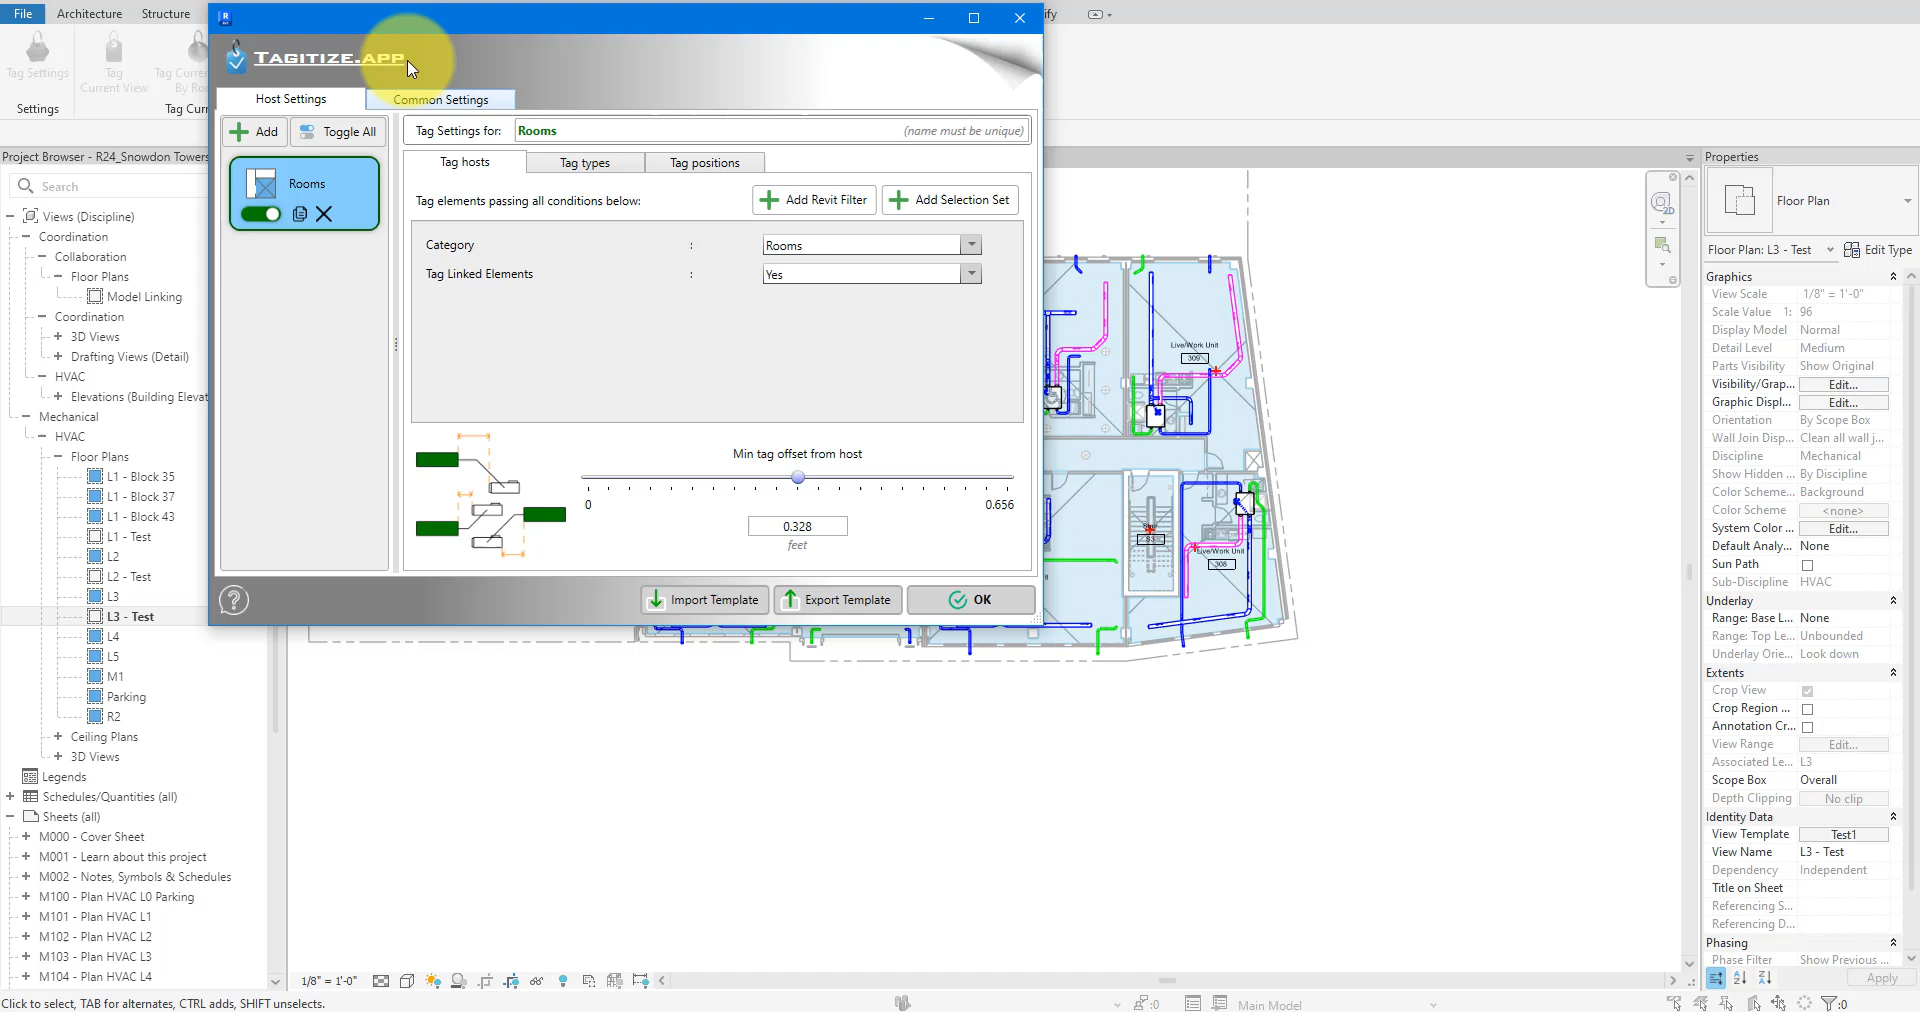 File
Architecture
Structure
ify
Tag Settings
Tag
Current View
Tag Curren
By Ro
Settings
Tag Curr
TAGITIZE.APP
Host Settings
Common Settings
Add
Toggle All
Rooms
Tag Settings for:
Rooms
(name must be unique)
Tag hosts
Tag types
Tag positions
Tag elements passing all conditions below:
Add Revit Filter
Add Selection Set
Category
:
Rooms
Tag Linked Elements
:
Yes
Min tag offset from host
0
0.656
0.328
feet
?
Import Template
Export Template
OK
Project Browser - R24_Snowdon Towers
Search
Views (Discipline)
Coordination
Collaboration
Floor Plans
Model Linking
Coordination
3D Views
Drafting Views (Detail)
HVAC
Elevations (Building Elevat
Mechanical
HVAC
Floor Plans
L1 - Block 35
L1 - Block 37
L1 - Block 43
L1 - Test
L2
L2 - Test
L3
L3 - Test
L4
L5
M1
Parking
R2
Ceiling Plans
3D Views
Legends
Schedules/Quantities (all)
Sheets (all)
M000 - Cover Sheet
M001 - Learn about this project
M002 - Notes, Symbols & Schedules
M100 - Plan HVAC L0 Parking
M101 - Plan HVAC L1
M102 - Plan HVAC L2
M103 - Plan HVAC L3
M104 - Plan HVAC L4
Live/Work Unit
309
Live/Work Unit
308
2D
Properties
Floor Plan
Floor Plan: L3 - Test
Edit Type
Graphics
View Scale
1/8" = 1'-0"
Scale Value 1:
96
Display Model
Normal
Detail Level
Medium
Parts Visibility
Show Original
Visibility/Grap...
Edit...
Graphic Displ...
Edit...
Orientation
By Scope Box
Wall Join Disp...
Clean all wall j...
Discipline
Mechanical
Show Hidden ...
By Discipline
Color Scheme...
Background
Color Scheme
<none>
System Color ...
Edit...
Default Analy...
None
Sun Path
Sub-Discipline
HVAC
Underlay
Range: Base L...
None
Range: Top Le...
Unbounded
Underlay Orie...
Look down
Extents
Crop View
Crop Region ...
Annotation Cr...
View Range
Edit...
Associated Le...
L3
Scope Box
Overall
Depth Clipping
No clip
Identity Data
View Template
Test1
View Name
L3 - Test
Dependency
Independent
Title on Sheet
Referencing S...
Referencing D...
Phasing
Phase Filter
Show Previous ...
Apply
1/8" = 1'-0"
Click to select, TAB for alternates, CTRL adds, SHIFT unselects.
:0
Main Model
:0